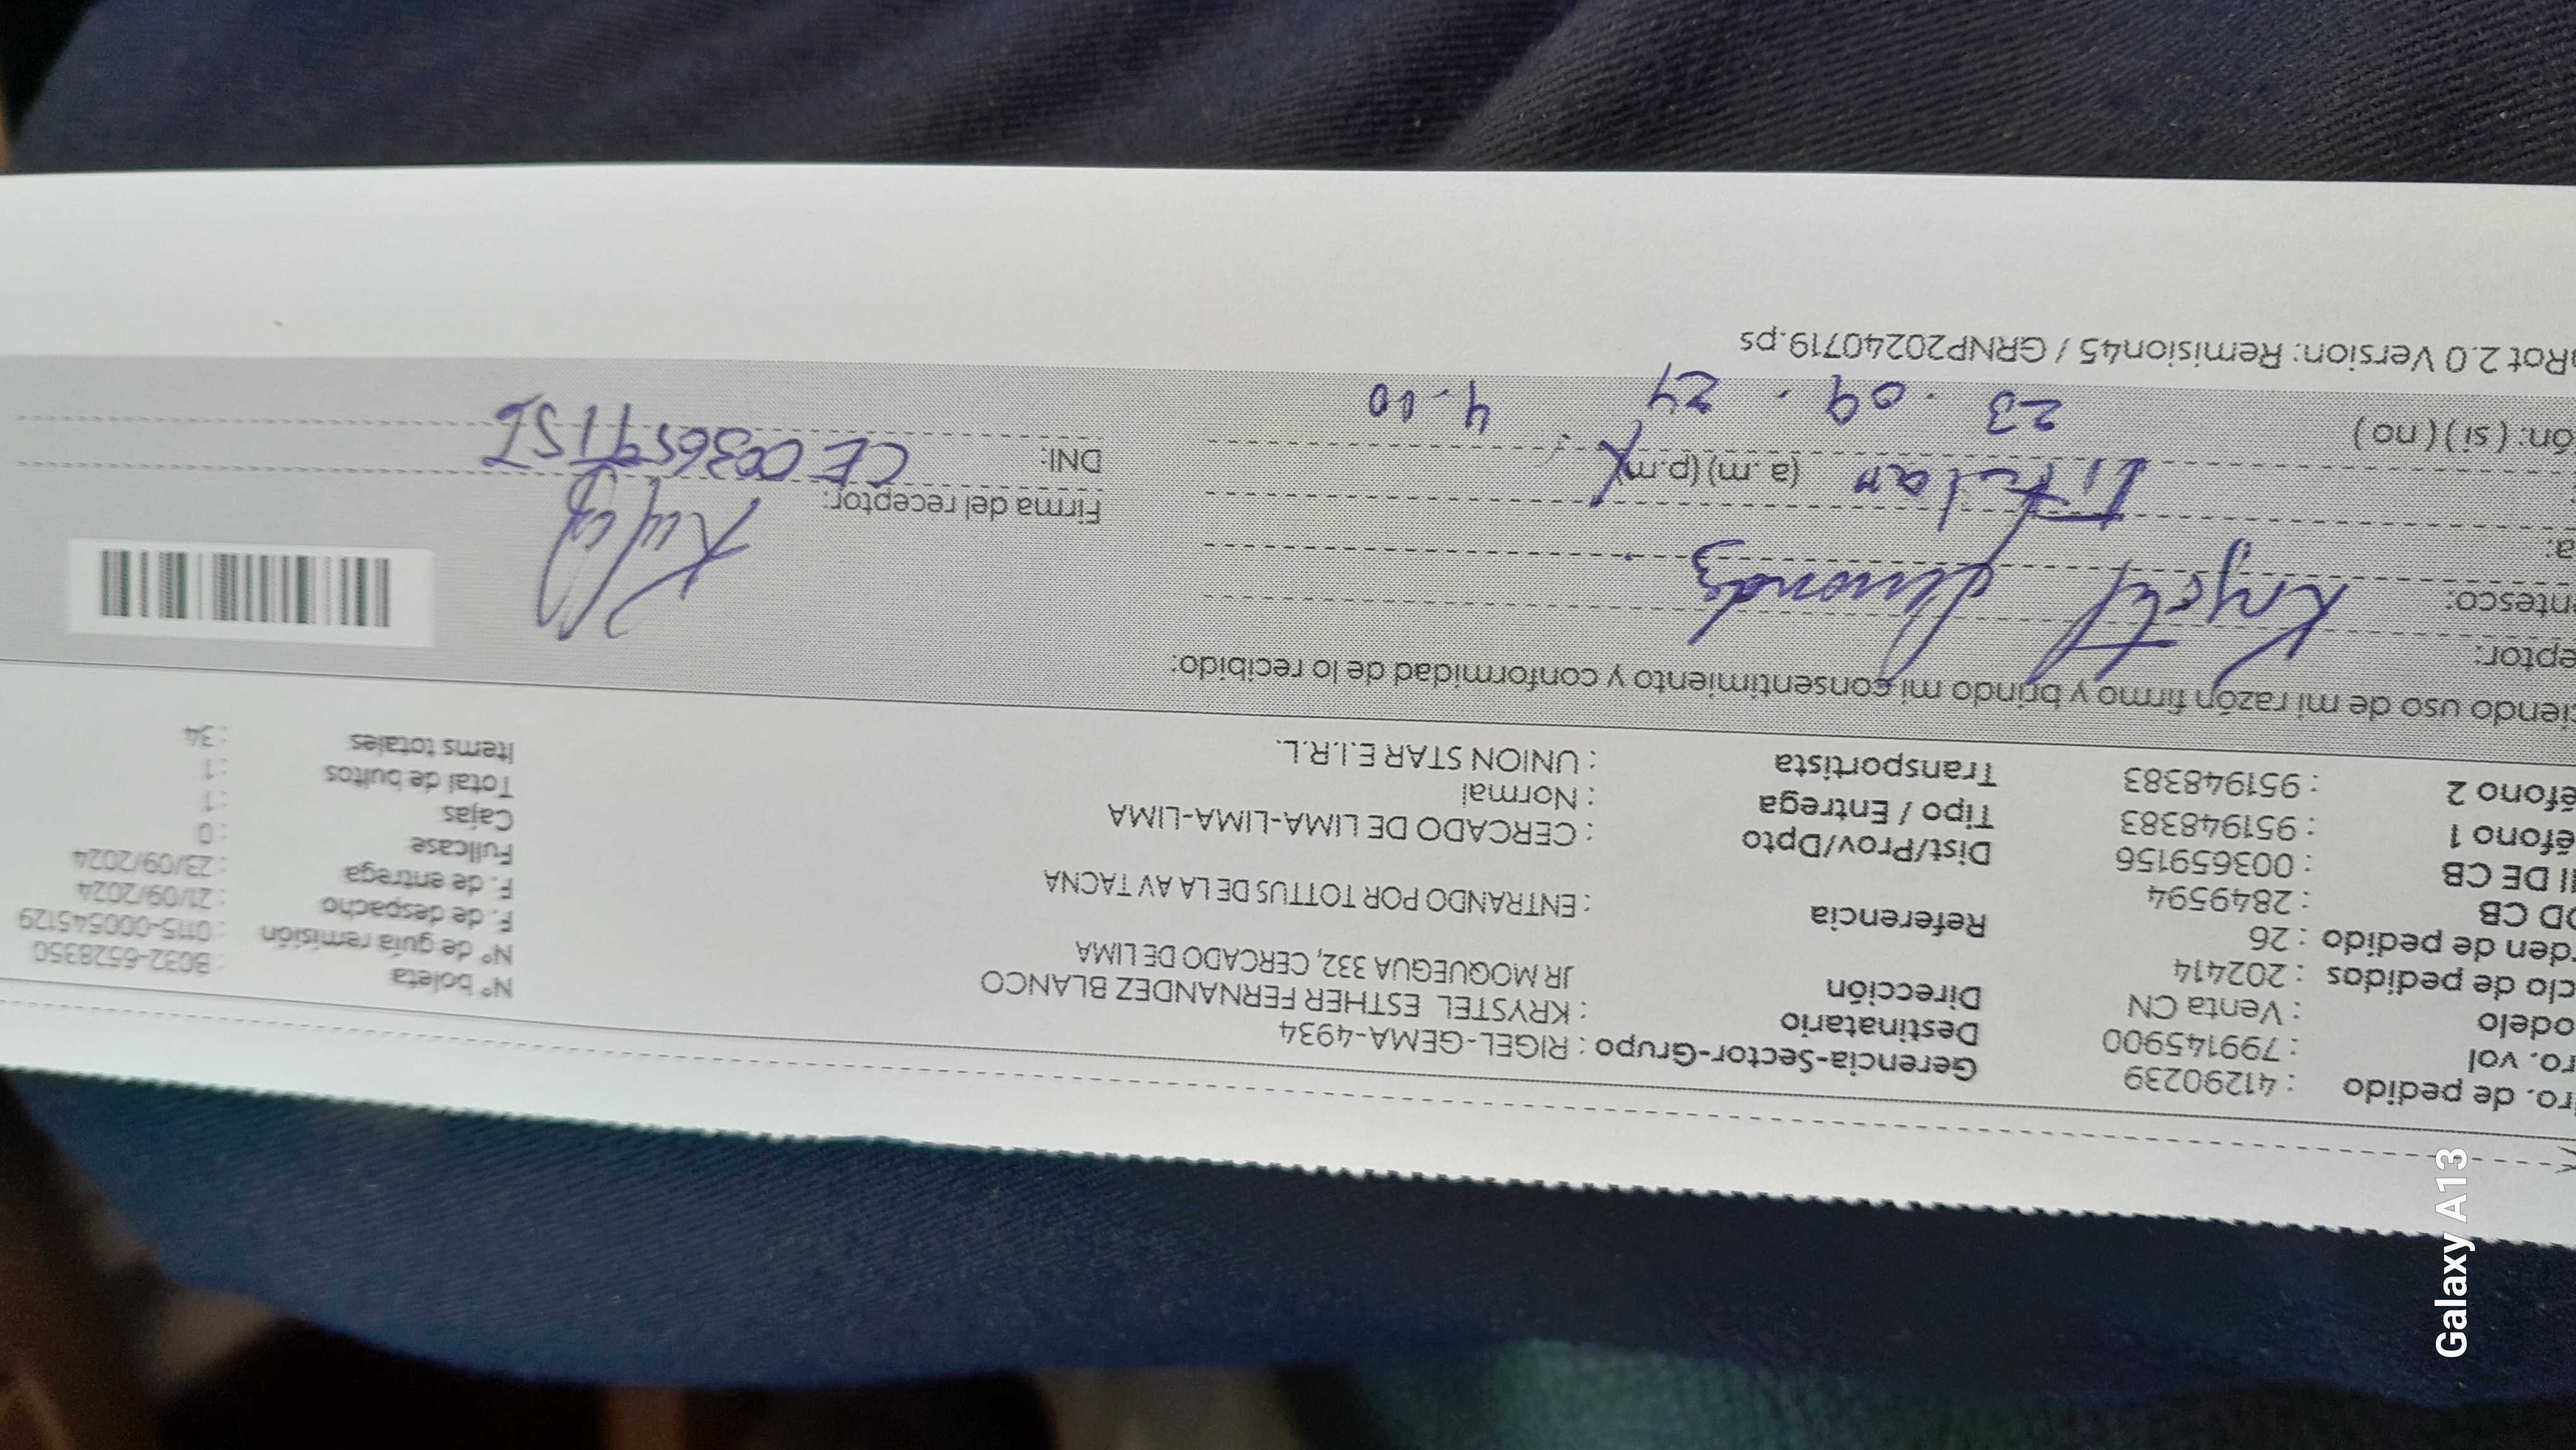 ro. de pedido : 41290239
ro. vol : 799145900
odelo : Venta CN
clo de pedidos : 202414
rden de pedido : 26
DD CB : 2849594
II DE CB : 003659156
éfono 1 : 951948383
éfono 2 : 951948383
Gerencia-Sector-Grupo : RIGEL-GEMA-4934
Destinatario : KRYSTEL ESTHER FERNANDEZ BLANCO
Dirección JR MOQUEGUA 332, CERCADO DE LIMA
Referencia : ENTRANDO POR TOTTUS DE LA AV TACNA
Dist/Prov/Dpto : CERCADO DE LIMA-LIMA-LIMA
Tipo / Entrega : Normal
Transportista : UNION STAR E.I.R.L.
N° boleta : B032-6528350
N° de guía remisión : 0115-000545129
F. de despacho : 21/09/2024
F. de entrega : 23/09/2024
Fullcase : 0
Cajas : 1
Total de bultos : 1
Items totales : 34
ciendo uso de mi razón firmo y brindo mi consentimiento y conformidad de lo recibido:
eptor: Krystel
ntesco: Titular
a: (a.m) (p.m)
ón: ( si ) ( no ) 23.09.24 4.00
Firma del receptor:
DNI: CE 003659156
Rot 2.0 Version: Remision45 / GRNP20240719.ps
Galaxy A13